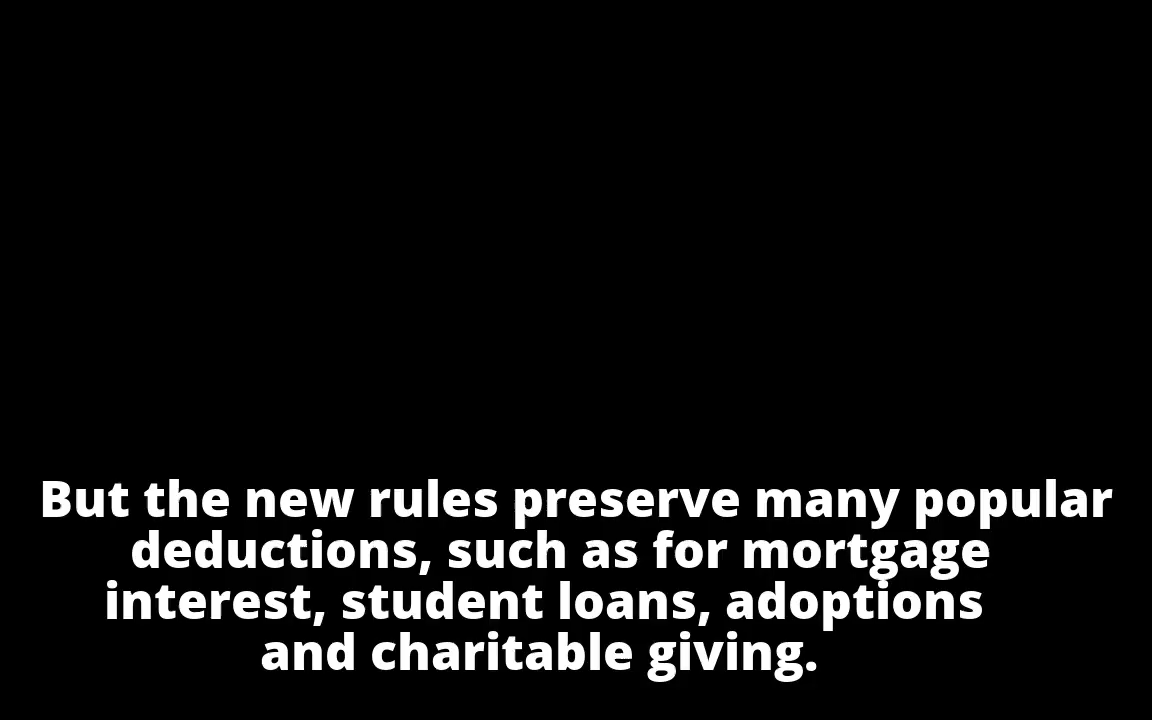 But the new rules preserve many popular
deductions, such as for mortgage
interest, student loans, adoptions
and charitable giving.